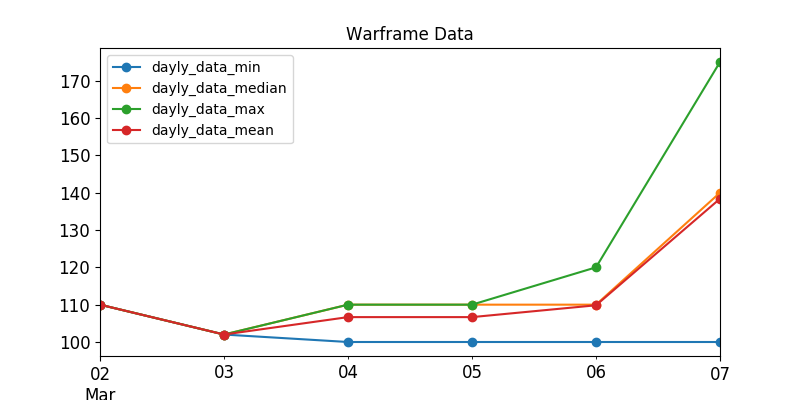 Warframe Data
dayly_data_min
dayly_data_median
dayly_data_max
dayly_data_mean
170
160
150
140
130
120
110
100
02 03 04 05 06 07
Mar